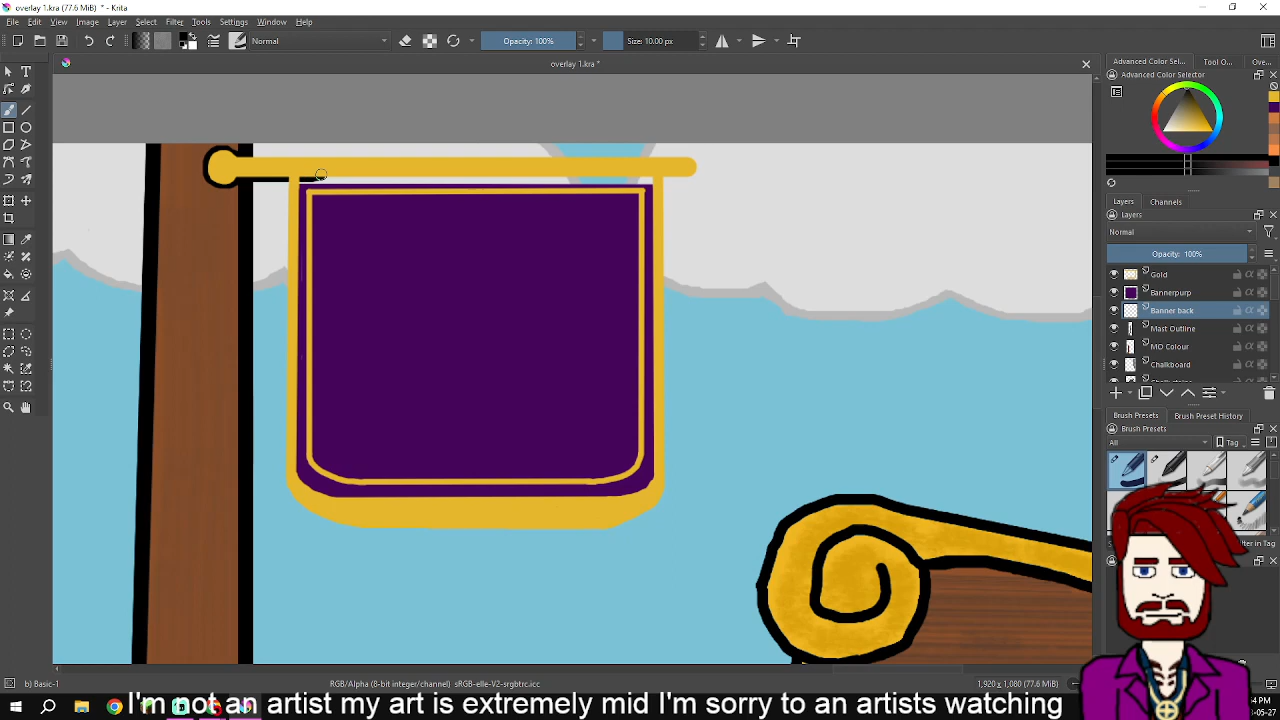 overlay 1.kra (77.6 MiB) * - Krita
File Edit View Image Layer Select Filter Tools Settings Window Help
Normal Opacity: 100% Size: 10.00 px
overlay 1.kra *
Advanced Color Sel... Tool O... Ove...
Advanced Color Selector
Layers Channels
Layers
Normal
Opacity: 100%
Gold
Bannerpurp
Banner back
Mast Outline
MO Colour
Chalkboard
Brush Presets Brush Preset History
Brush Presets
All Tag
b) Basic-1 RGB/Alpha (8-bit integer/channel) sRGB-elle-V2-srgbtrc.icc 1,920 x 1,080 (77.6 MiB)
I'm not an artist my art is extremely mid I'm sorry to an artists watching